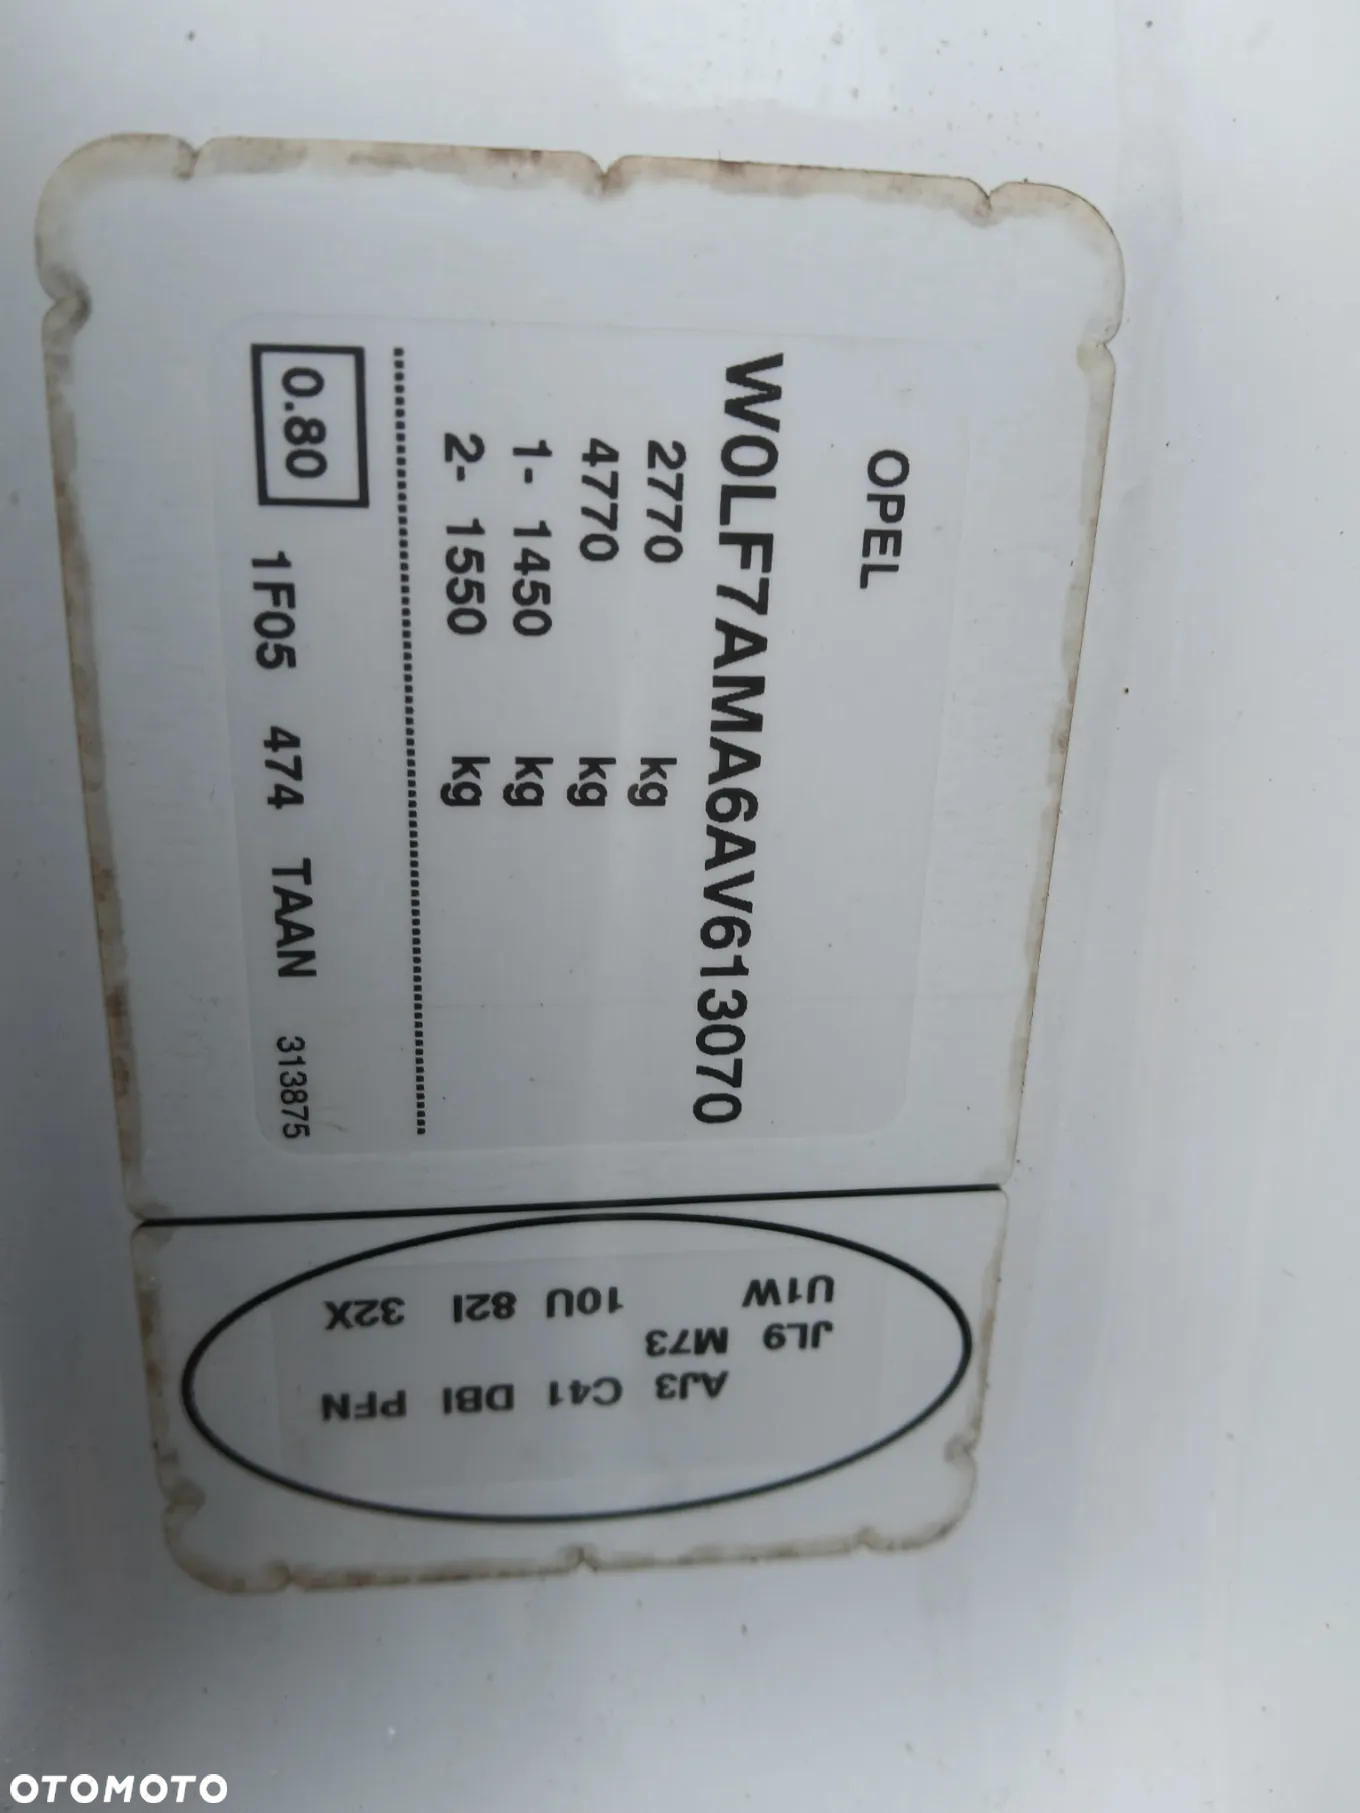 OPEL
W0LF7AMA6AV613070
2770 kg
4770 kg
1- 1450 kg
2- 1550 kg
0.80 1F05 474 TAAN 313875
AJ3 C41 DBI PFN
JL9 M73
U1W 10U 82I 32X
OTOMOTO